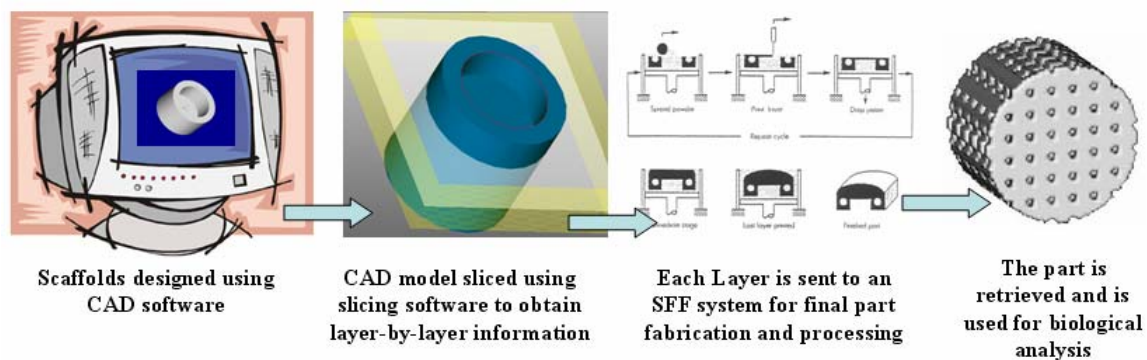 Spread powder
Print layer
Drop piston
Repeat cycle
Intermediate stage
Last layer printed
Finished part
Scaffolds designed using
CAD software
CAD model sliced using
slicing software to obtain
layer-by-layer information
Each Layer is sent to an
SFF system for final part
fabrication and processing
The part is
retrieved and is
used for biological
analysis